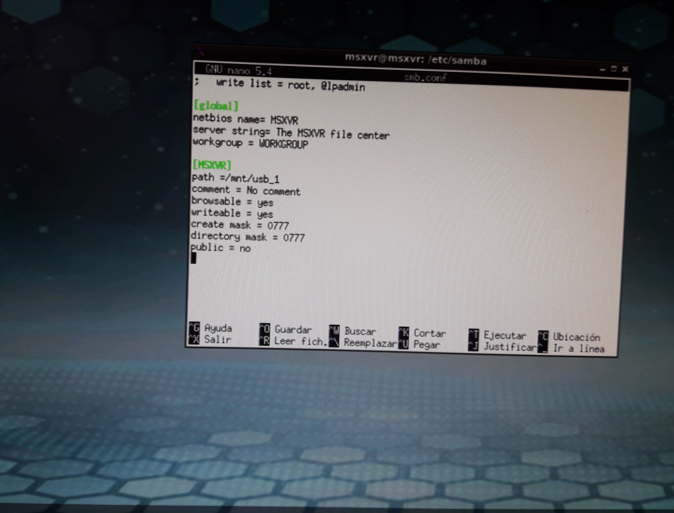 msxvr@msxvr: /etc/samba
GNU nano 5.4 smb.conf
; write list = root, @lpadmin
[global]
netbios name= MSXVR
server string= The MSXVR file center
workgroup = WORKGROUP
[MSXVR]
path =/mnt/usb_1
comment = No comment
browsable = yes
writeable = yes
create mask = 0777
directory mask = 0777
public = no
^G Ayuda ^O Guardar ^W Buscar ^K Cortar ^T Ejecutar ^C Ubicación
^X Salir ^R Leer fich. ^\ Reemplazar ^U Pegar ^J Justificar ^_ Ir a línea